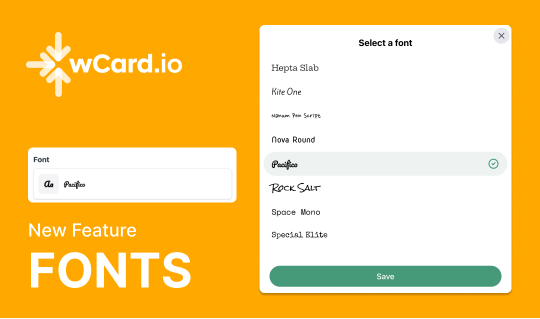 wCard.io
Font
Aa
Pacifico
New Feature
FONTS
Select a font
Hepta Slab
Kite One
Nanum Pen Script
Nova Round
Pacifico
Rock Salt
Space Mono
Special Elite
Save